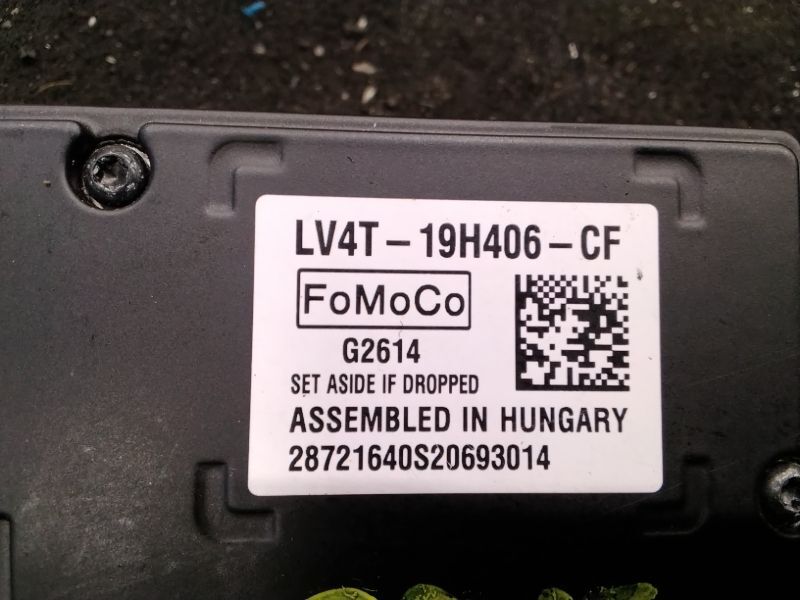 LV4T-19H406-CF
FoMoCo
G2614
SET ASIDE IF DROPPED
ASSEMBLED IN HUNGARY
28721640S20693014